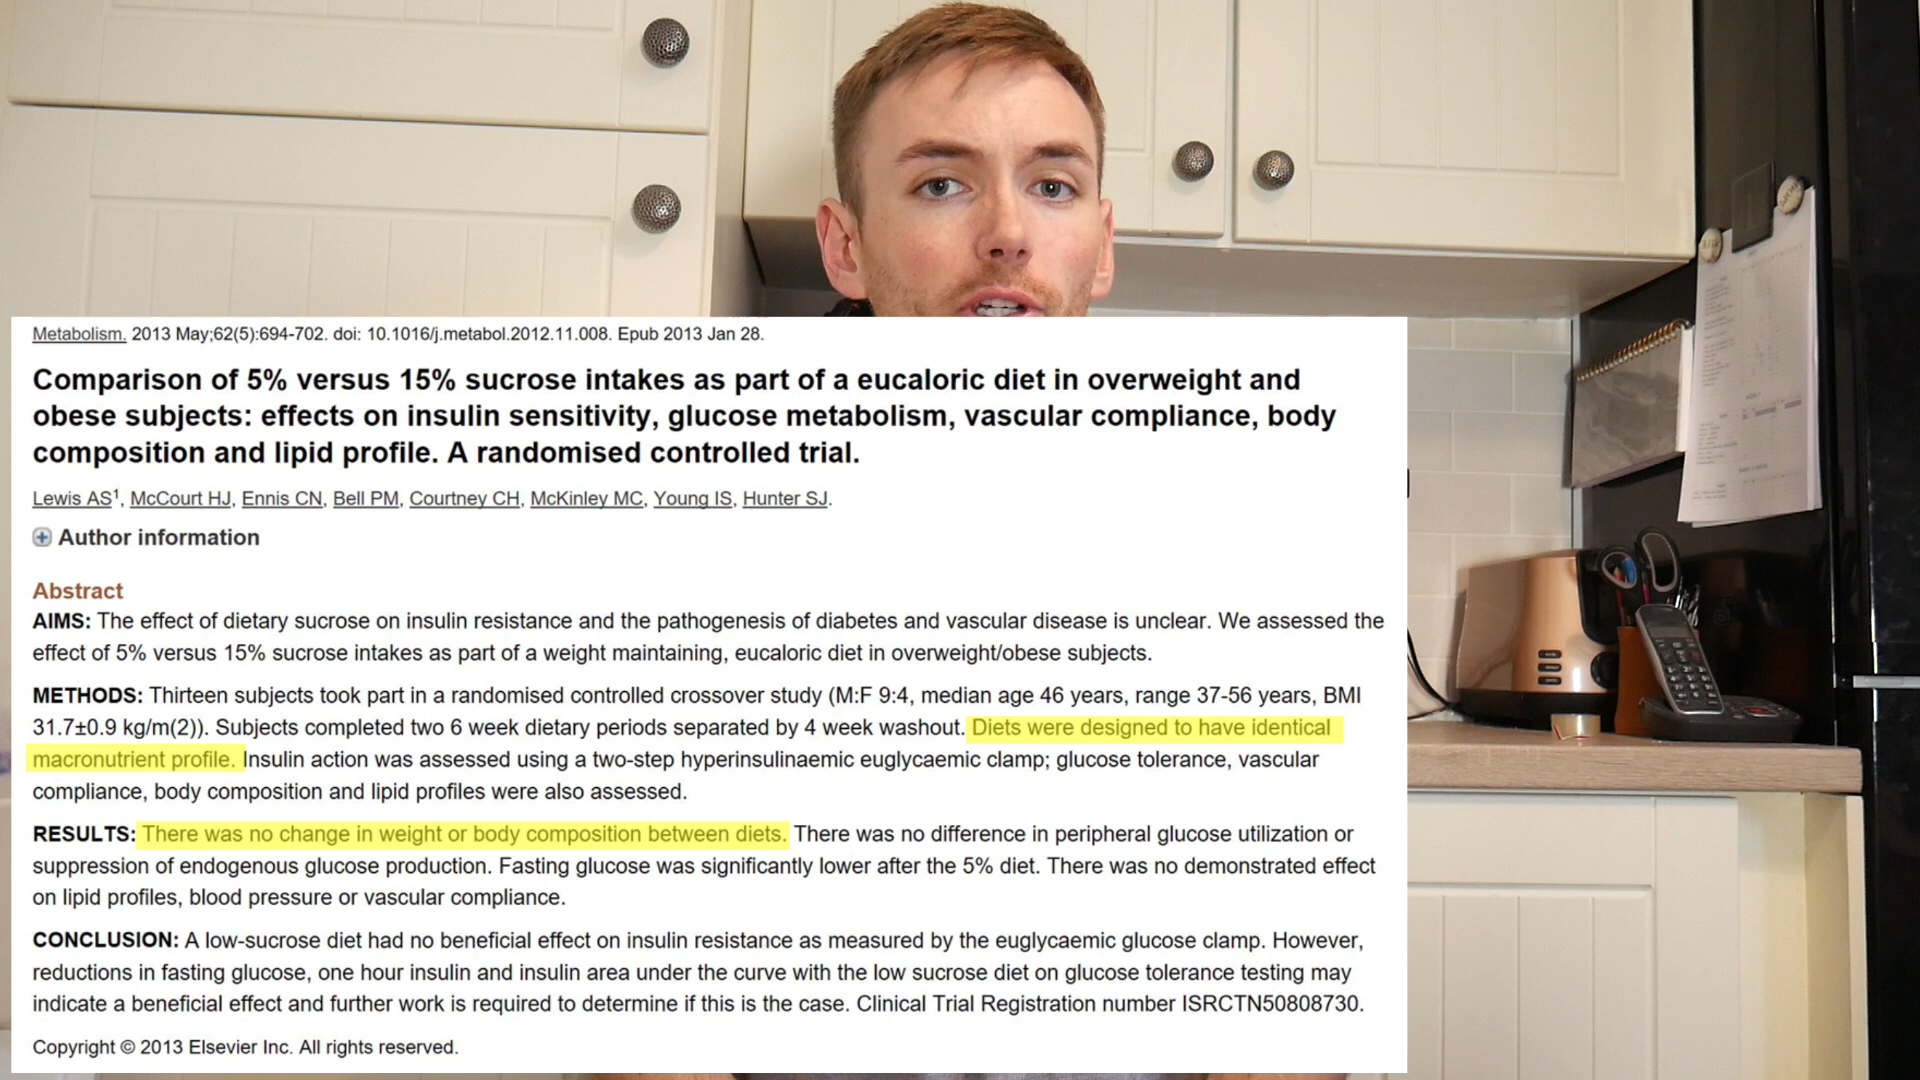 Metabolism. 2013 May;62(5):694-702. doi: 10.1016/j.metabol.2012.11.008. Epub 2013 Jan 28.
Comparison of 5% versus 15% sucrose intakes as part of a eucaloric diet in overweight and
obese subjects: effects on insulin sensitivity, glucose metabolism, vascular compliance, body
composition and lipid profile. A randomised controlled trial.
Lewis AS1, McCourt HJ, Ennis CN, Bell PM, Courtney CH, McKinley MC, Young IS, Hunter SJ.
Author information
Abstract
AIMS: The effect of dietary sucrose on insulin resistance and the pathogenesis of diabetes and vascular disease is unclear. We assessed the
effect of 5% versus 15% sucrose intakes as part of a weight maintaining, eucaloric diet in overweight/obese subjects.
METHODS: Thirteen subjects took part in a randomised controlled crossover study (M:F 9:4, median age 46 years, range 37-56 years, BMI
31.7±0.9 kg/m(2)). Subjects completed two 6 week dietary periods separated by 4 week washout. Diets were designed to have identical
macronutrient profile. Insulin action was assessed using a two-step hyperinsulinaemic euglycaemic clamp; glucose tolerance, vascular
compliance, body composition and lipid profiles were also assessed.
RESULTS: There was no change in weight or body composition between diets. There was no difference in peripheral glucose utilization or
suppression of endogenous glucose production. Fasting glucose was significantly lower after the 5% diet. There was no demonstrated effect
on lipid profiles, blood pressure or vascular compliance.
CONCLUSION: A low-sucrose diet had no beneficial effect on insulin resistance as measured by the euglycaemic glucose clamp. However,
reductions in fasting glucose, one hour insulin and insulin area under the curve with the low sucrose diet on glucose tolerance testing may
indicate a beneficial effect and further work is required to determine if this is the case. Clinical Trial Registration number ISRCTN50808730.
Copyright © 2013 Elsevier Inc. All rights reserved.